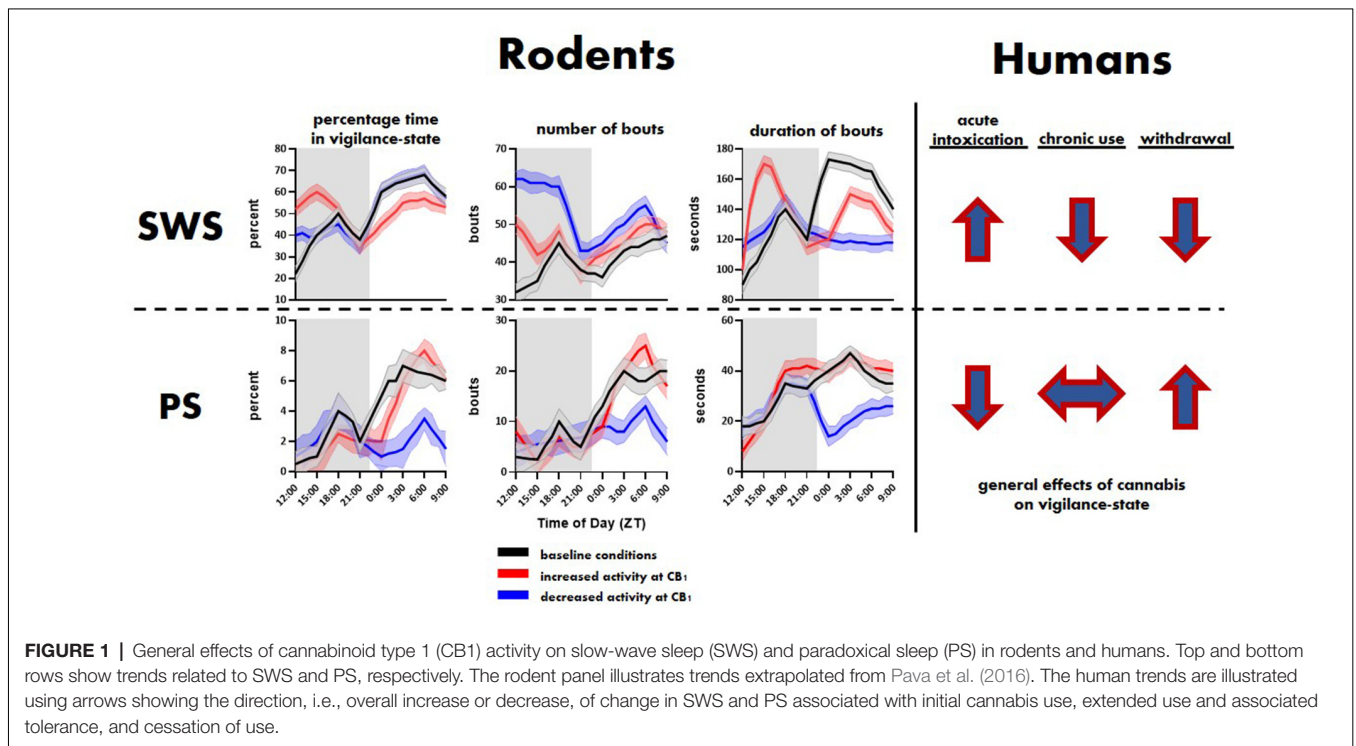 Rodents
Humans
percentage time
in vigilance-state
number of bouts
duration of bouts
acute
intoxication
chronic use
withdrawal
SWS
percent
80
70
60
50
40
30
20
10
bouts
70
60
50
40
30
seconds
180
160
140
120
100
80
PS
percent
10
8
6
4
2
0
bouts
30
20
10
0
seconds
60
40
20
0
12:00
15:00
18:00
21:00
0:00
3:00
6:00
9:00
12:00
15:00
18:00
21:00
0:00
3:00
6:00
9:00
12:00
15:00
18:00
21:00
0:00
3:00
6:00
9:00
Time of Day (ZT)
general effects of cannabis
on vigilance-state
baseline conditions
increased activity at CB1
decreased activity at CB1
FIGURE 1 | General effects of cannabinoid type 1 (CB1) activity on slow-wave sleep (SWS) and paradoxical sleep (PS) in rodents and humans. Top and bottom
rows show trends related to SWS and PS, respectively. The rodent panel illustrates trends extrapolated from Pava et al. (2016). The human trends are illustrated
using arrows showing the direction, i.e., overall increase or decrease, of change in SWS and PS associated with initial cannabis use, extended use and associated
tolerance, and cessation of use.